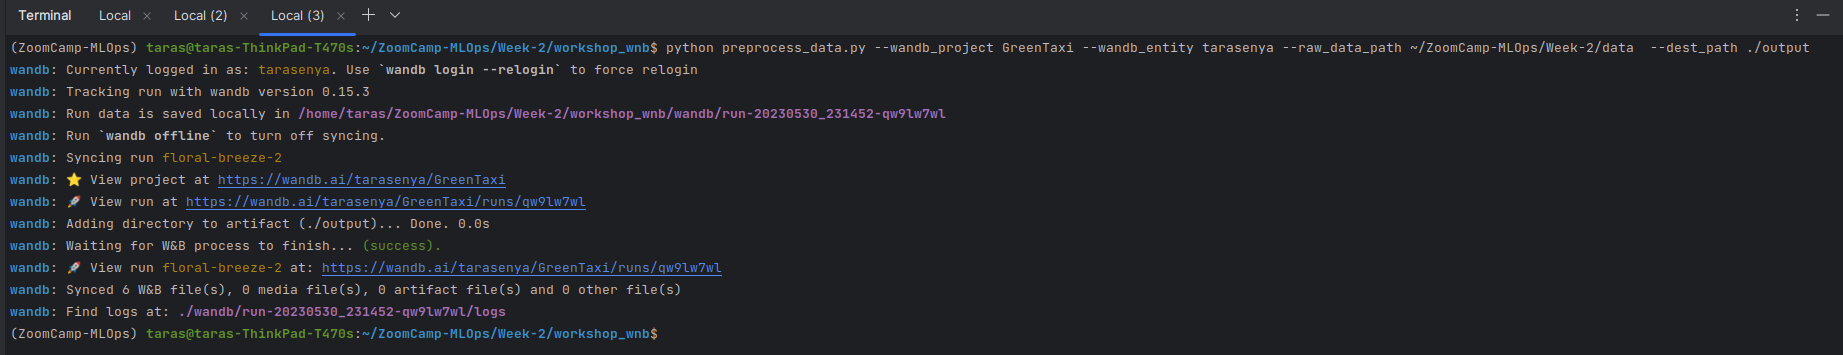 Terminal Local × Local (2) × Local (3) ×
(ZoomCamp-MLOps) taras@taras-ThinkPad-T470s:~/ZoomCamp-MLOps/Week-2/workshop_wnb$ python preprocess_data.py --wandb_project GreenTaxi --wandb_entity tarasenya --raw_data_path ~/ZoomCamp-MLOps/Week-2/data  --dest_path ./output
wandb: Currently logged in as: tarasenya. Use `wandb login --relogin` to force relogin
wandb: Tracking run with wandb version 0.15.3
wandb: Run data is saved locally in /home/taras/ZoomCamp-MLOps/Week-2/workshop_wnb/wandb/run-20230530_231452-qw9lw7wl
wandb: Run `wandb offline` to turn off syncing.
wandb: Syncing run floral-breeze-2
wandb: ⭐ View project at https://wandb.ai/tarasenya/GreenTaxi
wandb: 🚀 View run at https://wandb.ai/tarasenya/GreenTaxi/runs/qw9lw7wl
wandb: Adding directory to artifact (./output)... Done. 0.0s
wandb: Waiting for W&B process to finish... (success).
wandb: 🚀 View run floral-breeze-2 at: https://wandb.ai/tarasenya/GreenTaxi/runs/qw9lw7wl
wandb: Synced 6 W&B file(s), 0 media file(s), 0 artifact file(s) and 0 other file(s)
wandb: Find logs at: ./wandb/run-20230530_231452-qw9lw7wl/logs
(ZoomCamp-MLOps) taras@taras-ThinkPad-T470s:~/ZoomCamp-MLOps/Week-2/workshop_wnb$